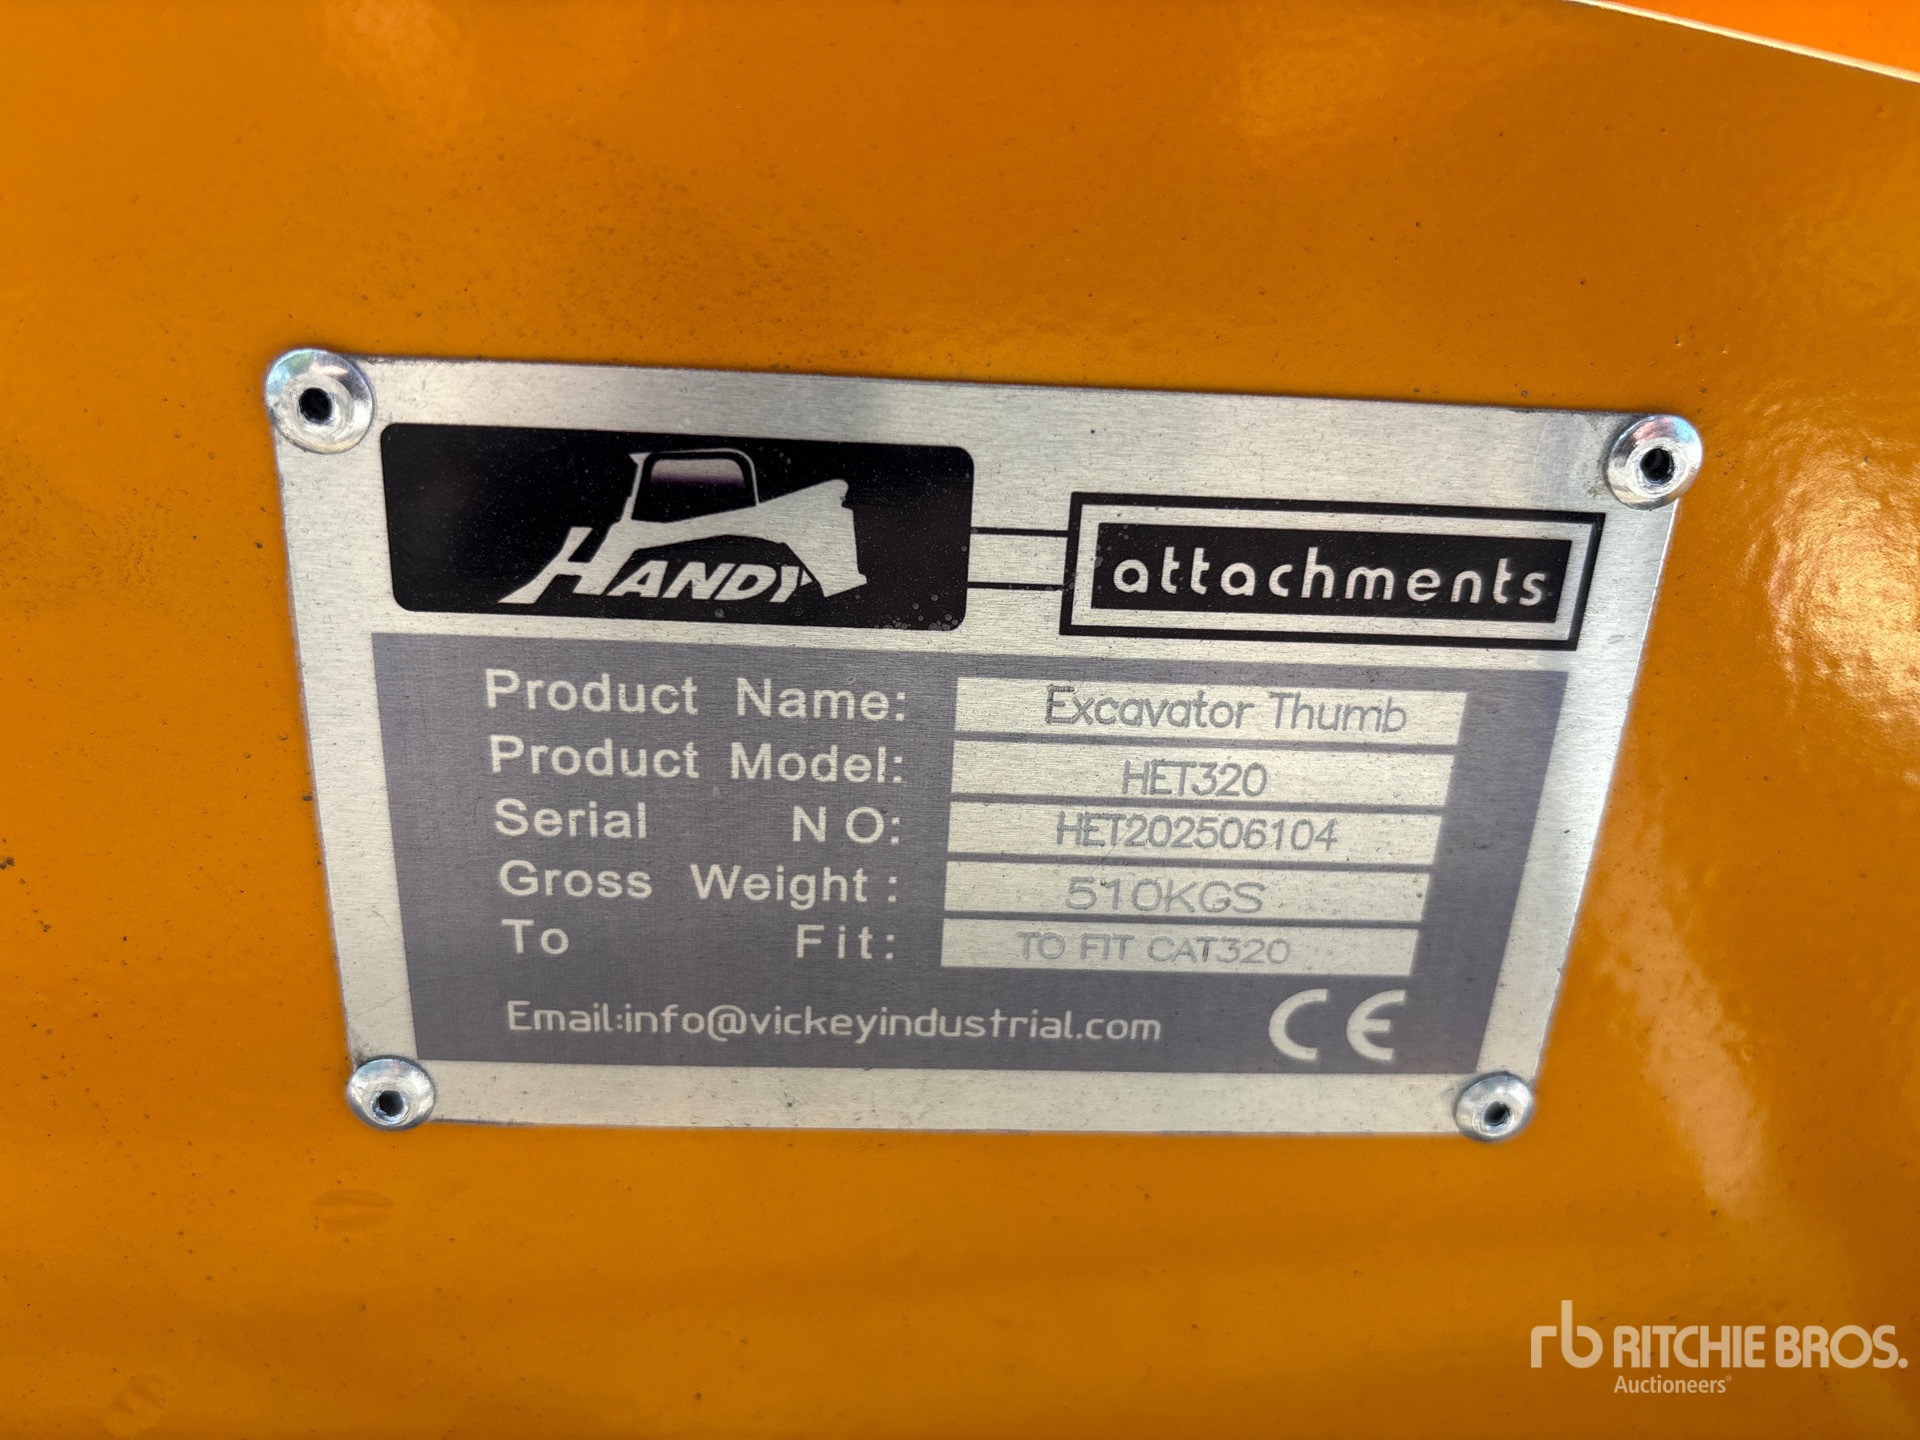 HANDY attachments
Product Name: Excavator Thumb
Product Model: HET320
Serial NO: HET202506104
Gross Weight: 510KGS
To Fit: TO FIT CAT320
Email:info@vickeyindustrial.com CE
rb RITCHIE BROS.
Auctioneers